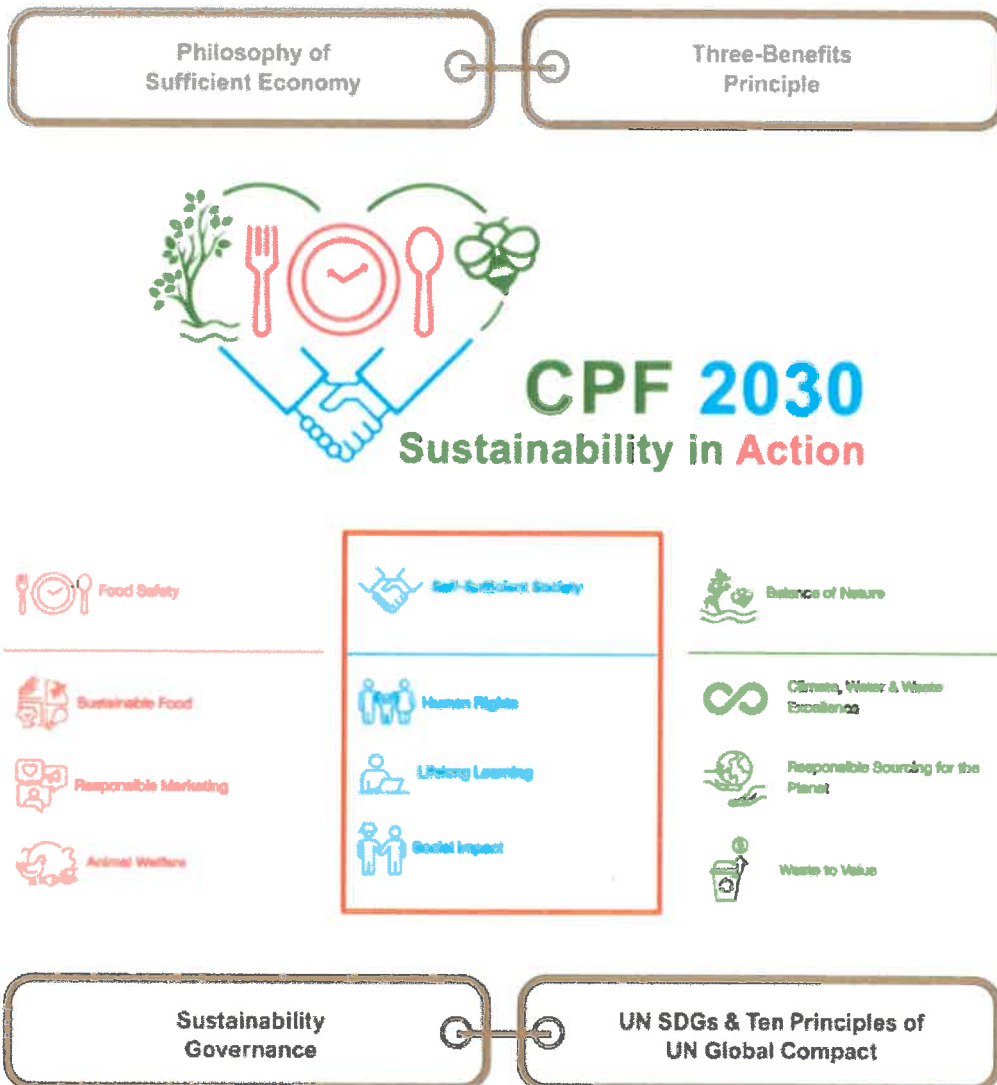 Philosophy of
Sufficient Economy
Three-Benefits
Principle
CPF 2030
Sustainability in Action
Food Safety
Sustainable Food
Responsible Marketing
Animal Welfare
Self-Sufficient Society
Human Rights
Lifelong Learning
Social Impact
Balance of Nature
Climate, Water & Waste
Excellence
Responsible Sourcing for the
Planet
Waste to Value
Sustainability
Governance
UN SDGs & Ten Principles of
UN Global Compact